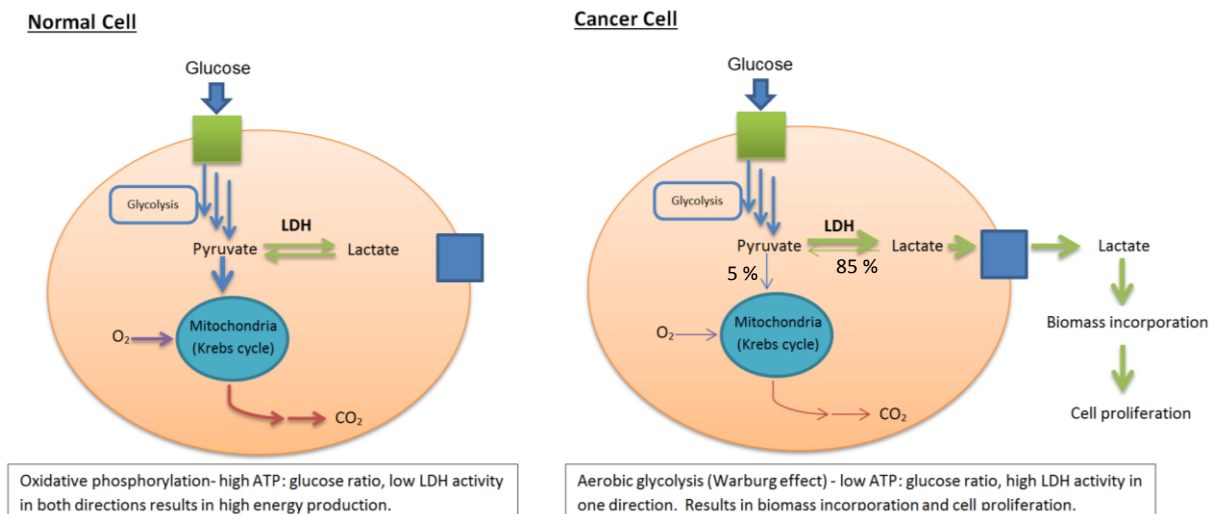 Normal Cell
Glucose
Glycolysis
LDH
Pyruvate
Lactate
O₂
Mitochondria
(Krebs cycle)
CO₂
Oxidative phosphorylation- high ATP: glucose ratio, low LDH activity
in both directions results in high energy production.
Cancer Cell
Glucose
Glycolysis
LDH
Pyruvate
Lactate
Lactate
5 %
85 %
O₂
Mitochondria
(Krebs cycle)
Biomass incorporation
CO₂
Cell proliferation
Aerobic glycolysis (Warburg effect) - low ATP: glucose ratio, high LDH activity in
one direction. Results in biomass incorporation and cell proliferation.